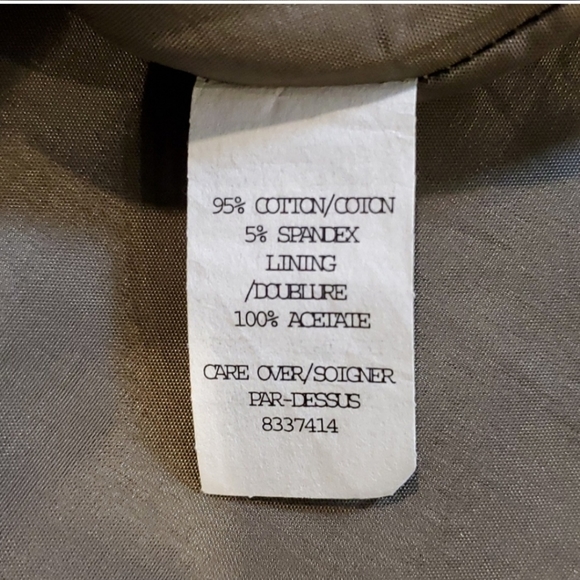 95% COTTON/COTON
5% SPANDEX
LINING
/DOUBLURE
100% ACETATE
CARE OVER/SOIGNER
PAR-DESSUS
8337414